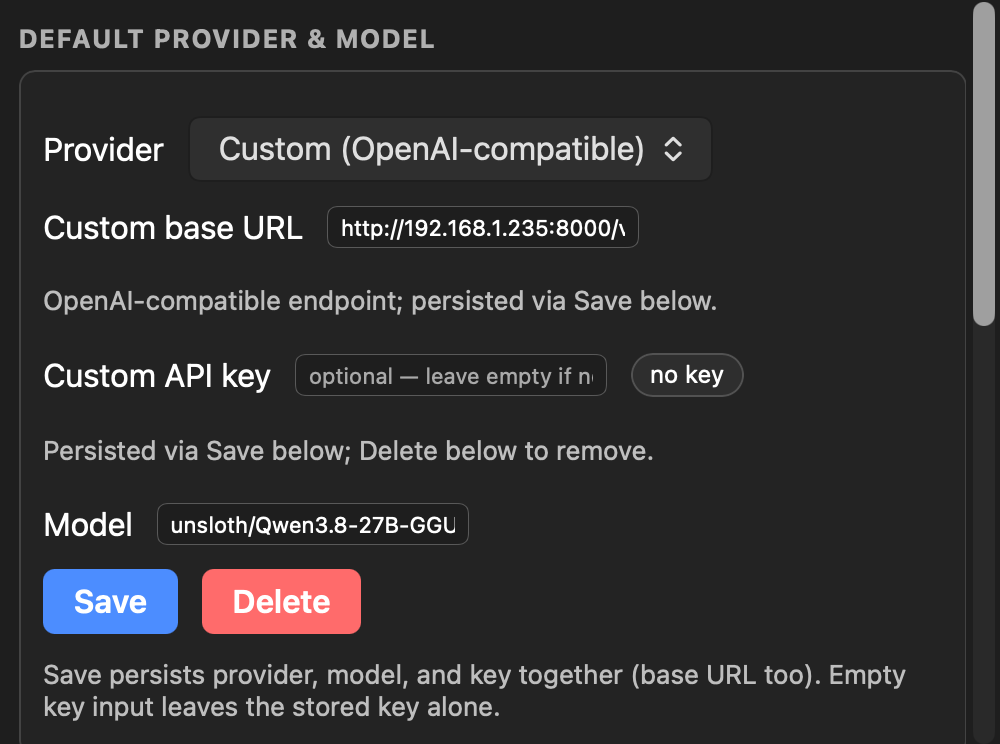 DEFAULT PROVIDER & MODEL
Provider Custom (OpenAI-compatible)
Custom base URL http://192.168.1.235:8000/v
OpenAI-compatible endpoint; persisted via Save below.
Custom API key optional — leave empty if no no key
Persisted via Save below; Delete below to remove.
Model unsloth/Qwen3.8-27B-GGU
Save Delete
Save persists provider, model, and key together (base URL too). Empty
key input leaves the stored key alone.